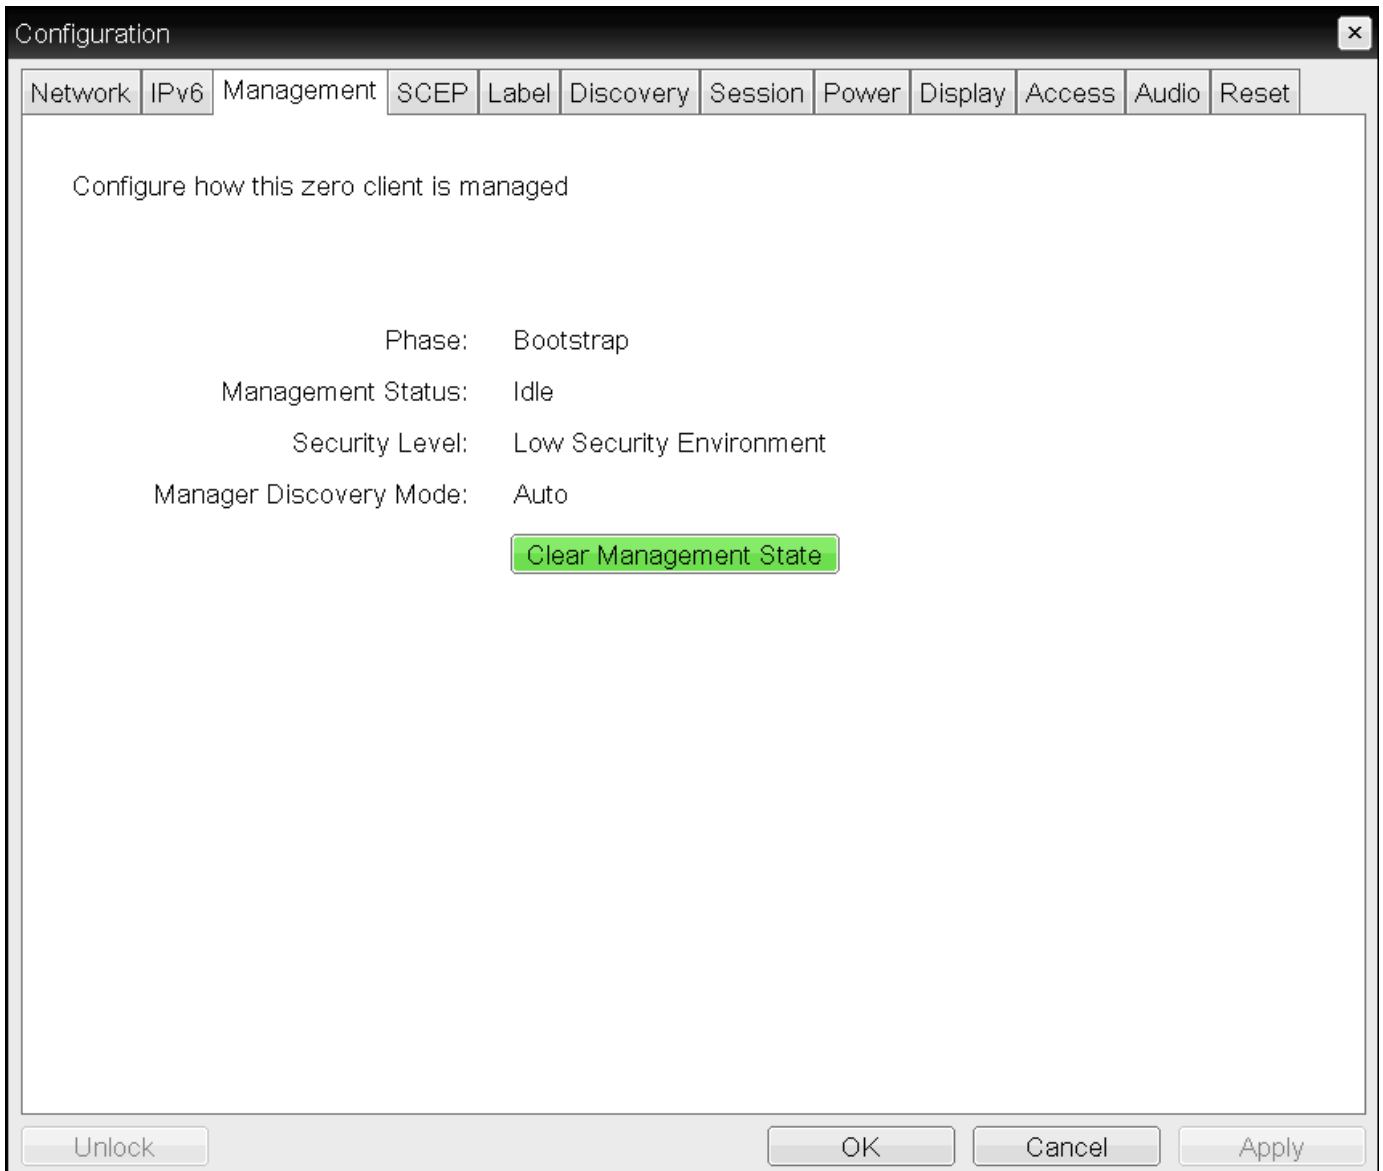 Configuration
Network IPv6 Management SCEP Label Discovery Session Power Display Access Audio Reset
Configure how this zero client is managed
Phase: Bootstrap
Management Status: Idle
Security Level: Low Security Environment
Manager Discovery Mode: Auto
Clear Management State
Unlock OK Cancel Apply